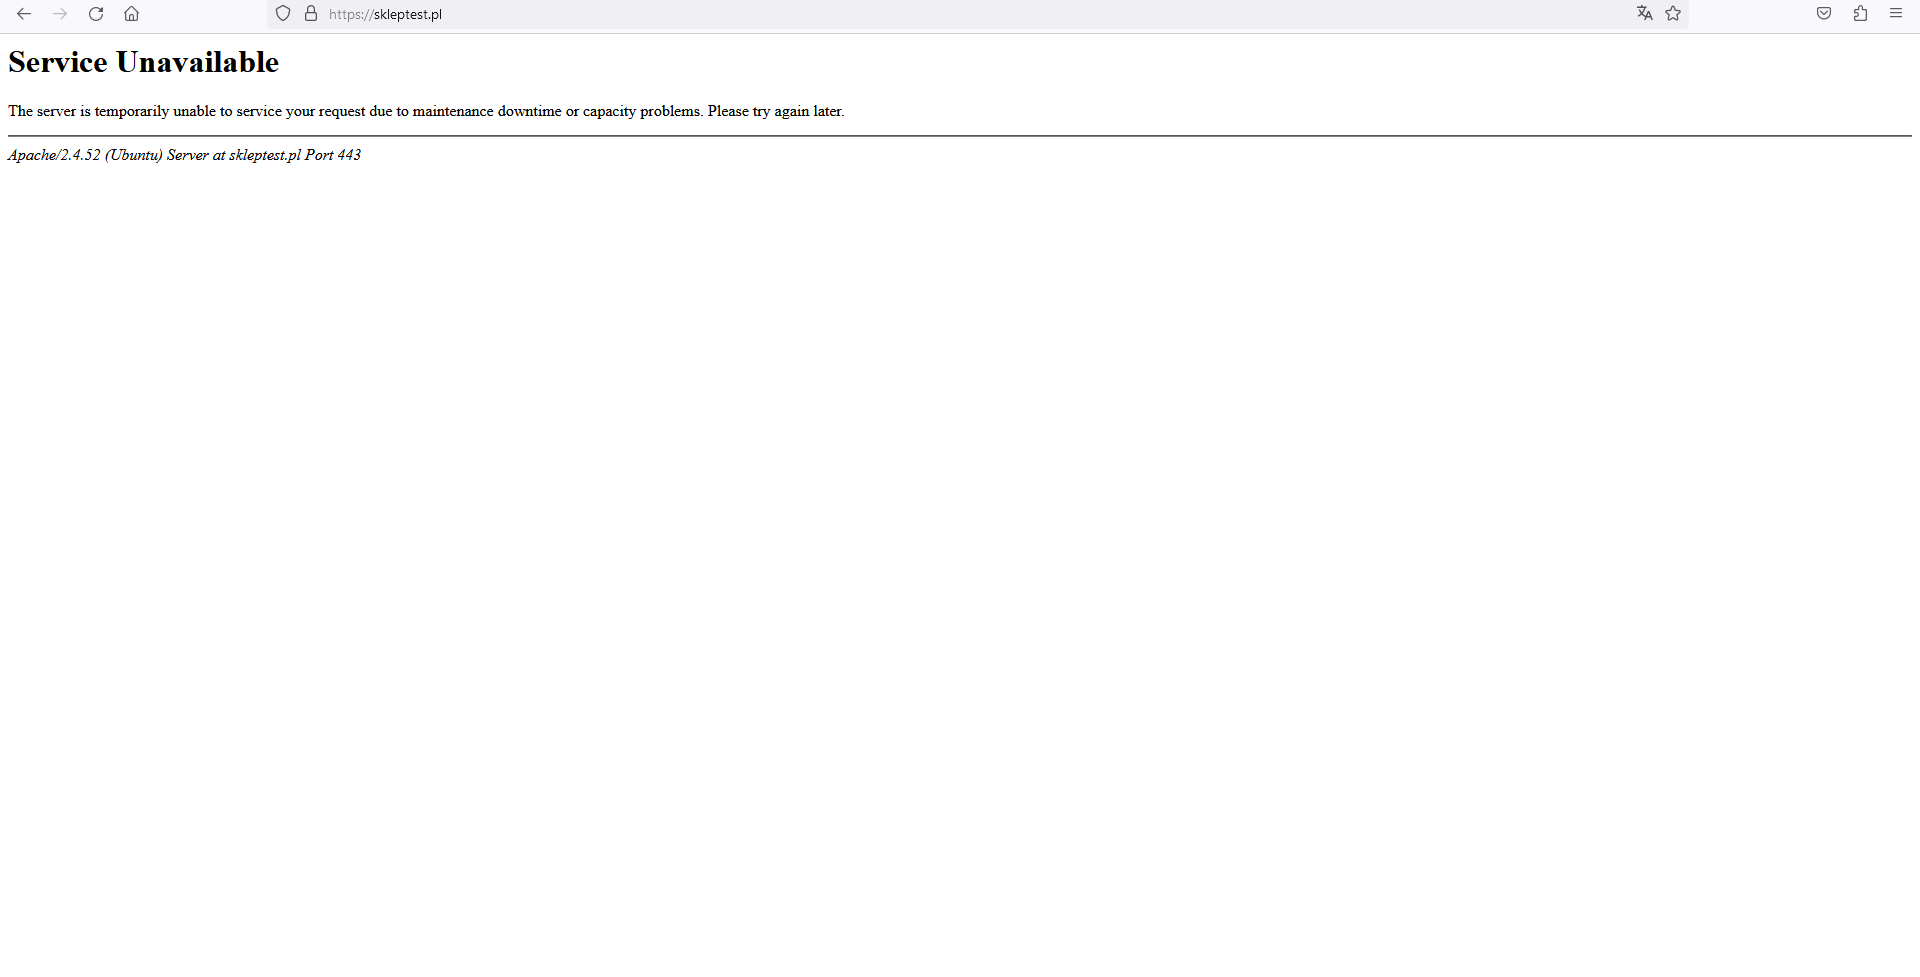 https://skleptest.pl
Service Unavailable
The server is temporarily unable to service your request due to maintenance downtime or capacity problems. Please try again later.
Apache/2.4.52 (Ubuntu) Server at skleptest.pl Port 443